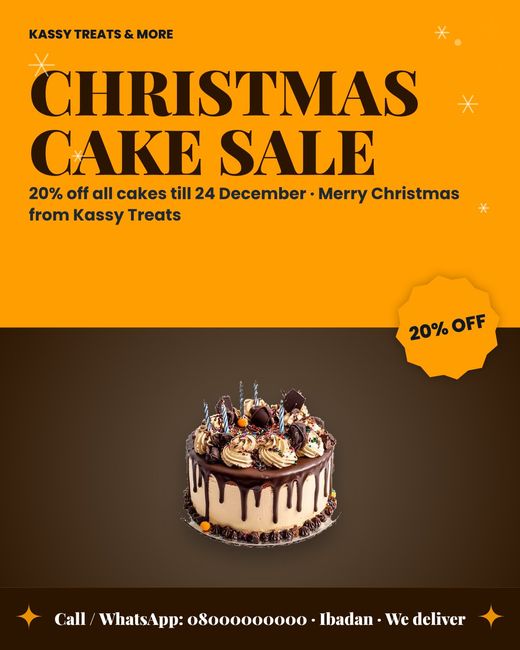 KASSY TREATS & MORE
CHRISTMAS
CAKE SALE
20% off all cakes till 24 December · Merry Christmas
from Kassy Treats
20% OFF
Call / WhatsApp: 08000000000 · Ibadan · We deliver